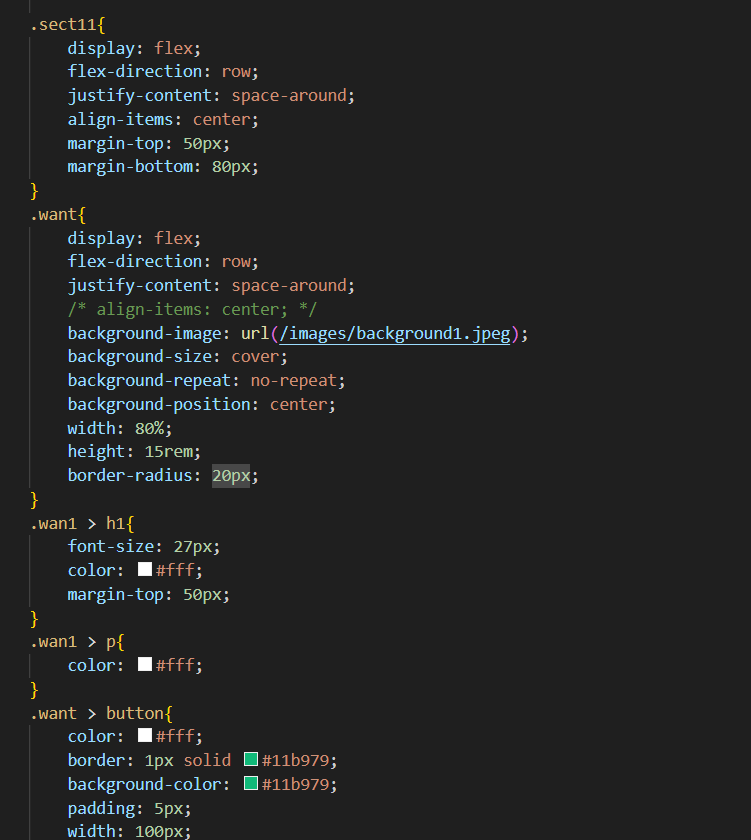 .sect11{
    display: flex;
    flex-direction: row;
    justify-content: space-around;
    align-items: center;
    margin-top: 50px;
    margin-bottom: 80px;
}
.want{
    display: flex;
    flex-direction: row;
    justify-content: space-around;
    /* align-items: center; */
    background-image: url(/images/background1.jpeg);
    background-size: cover;
    background-repeat: no-repeat;
    background-position: center;
    width: 80%;
    height: 15rem;
    border-radius: 20px;
}
.wan1 > h1{
    font-size: 27px;
    color: #fff;
    margin-top: 50px;
}
.wan1 > p{
    color: #fff;
}
.want > button{
    color: #fff;
    border: 1px solid #11b979;
    background-color: #11b979;
    padding: 5px;
    width: 100px;